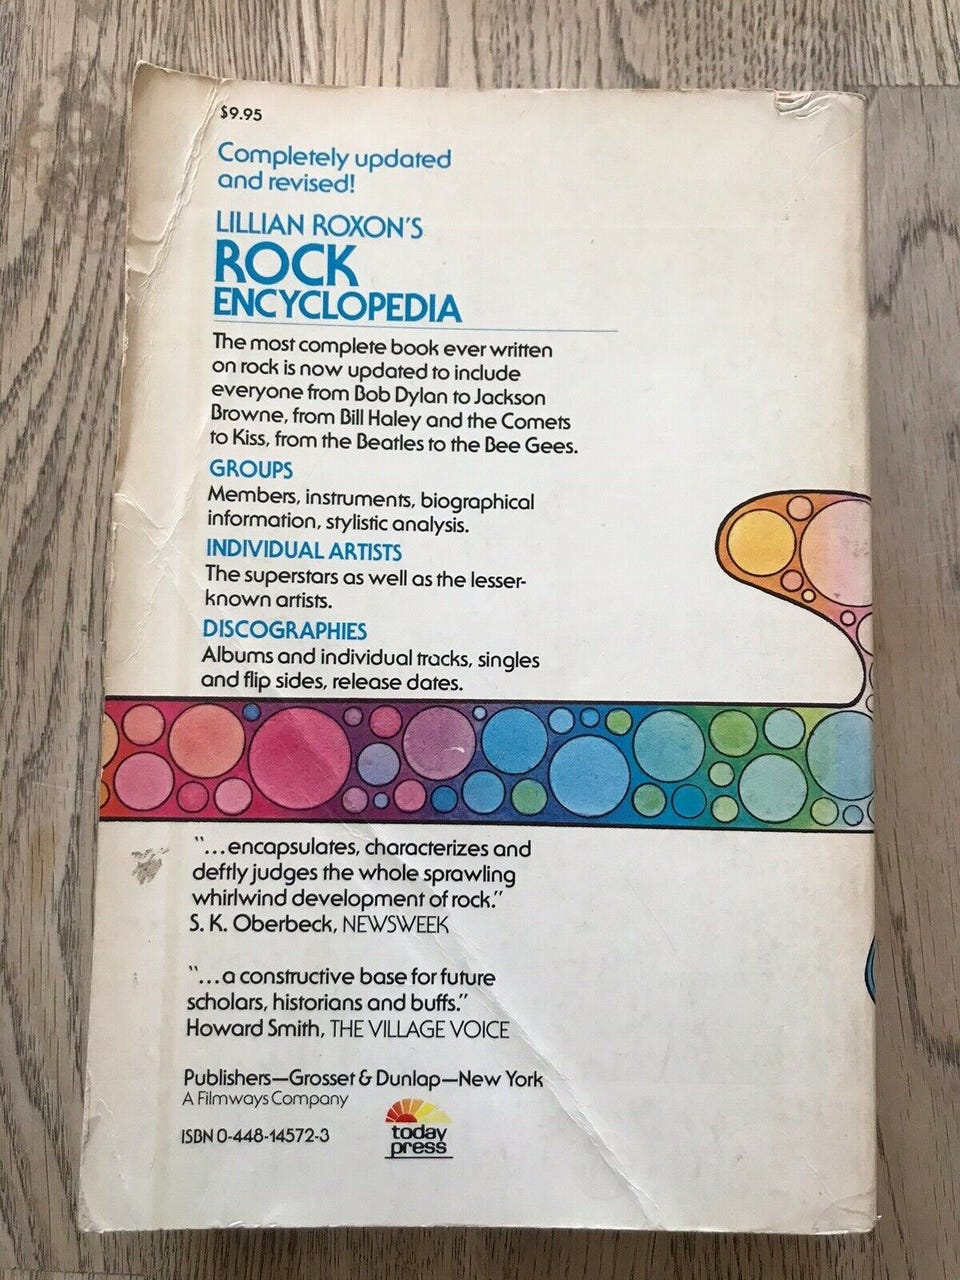 $9.95
Completely updated
and revised!
LILLIAN ROXON'S
ROCK
ENCYCLOPEDIA
The most complete book ever written
on rock is now updated to include
everyone from Bob Dylan to Jackson
Browne, from Bill Haley and the Comets
to Kiss, from the Beatles to the Bee Gees.
GROUPS
Members, instruments, biographical
information, stylistic analysis.
INDIVIDUAL ARTISTS
The superstars as well as the lesser-
known artists.
DISCOGRAPHIES
Albums and individual tracks, singles
and flip sides, release dates.
"...encapsulates, characterizes and
deftly judges the whole sprawling
whirlwind development of rock."
S. K. Oberbeck, NEWSWEEK
"...a constructive base for future
scholars, historians and buffs."
Howard Smith, THE VILLAGE VOICE
Publishers—Grosset & Dunlap—New York
A Filmways Company
ISBN 0-448-14572-3
today
press